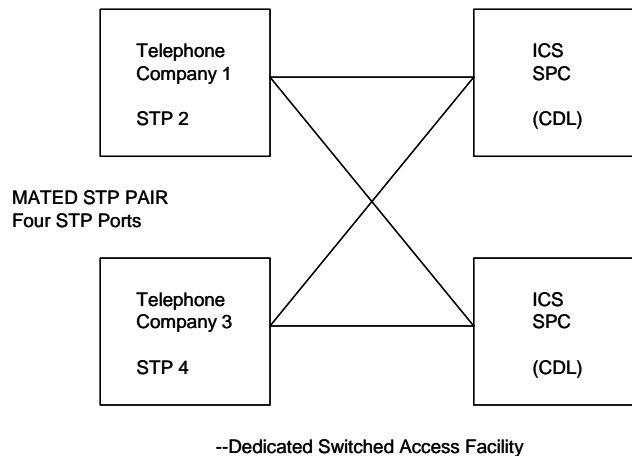 Telephone
Company 1
STP 2
ICS
SPC
(CDL)
MATED STP PAIR
Four STP Ports
Telephone
Company 3
STP 4
ICS
SPC
(CDL)
--Dedicated Switched Access Facility